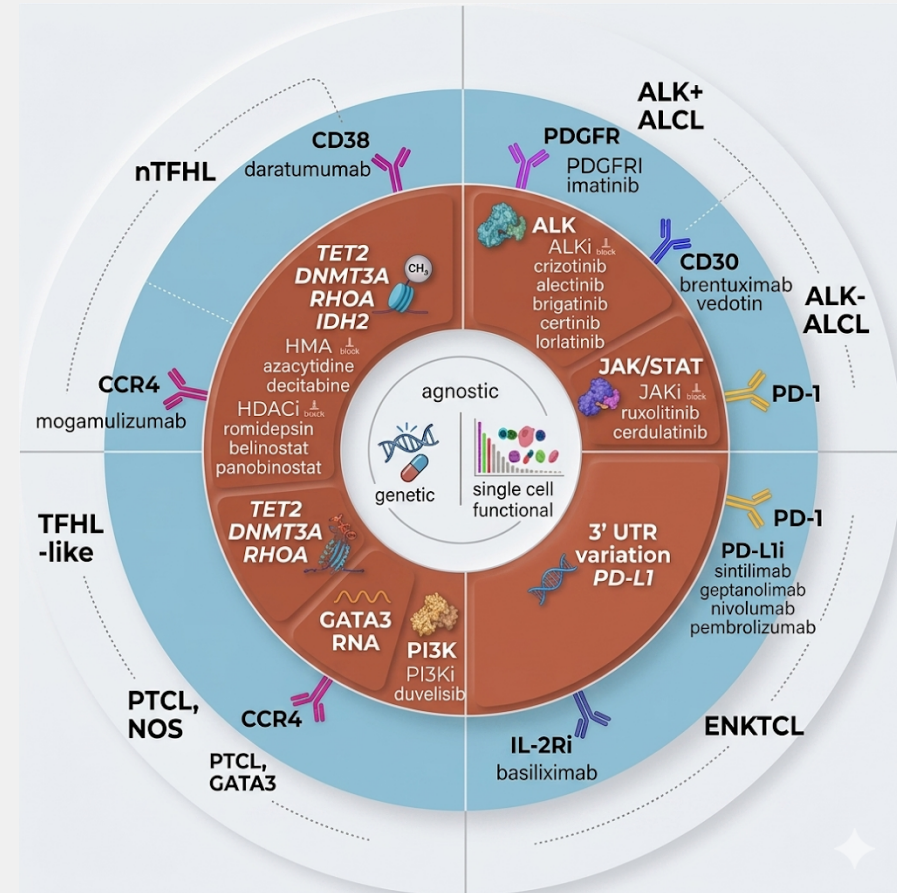 ALK+
ALCL
PDGFR
PDGFRI
imatinib
CD38
daratumumab
nTFHL
ALK
ALKi
block
crizotinib
alectinib
brigatinib
certinib
lorlatinib
CD30
brentuximab
vedotin
ALK-
ALCL
TET2
DNMT3A
RHOA
IDH2
CH3
HMA
block
azacytidine
decitabine
HDACi
block
romidepsin
belinostat
panobinostat
JAK/STAT
JAKi
block
ruxolitinib
cerdulatinib
PD-1
CCR4
mogamulizumab
agnostic
genetic
single cell
functional
TFHL
-like
TET2
DNMT3A
RHOA
3' UTR
variation
PD-L1
PD-1
PD-L1i
sintilimab
geptanolimab
nivolumab
pembrolizumab
GATA3
RNA
PI3K
PI3Ki
duvelisib
PTCL,
NOS
CCR4
PTCL,
GATA3
IL-2Ri
basiliximab
ENKTCL